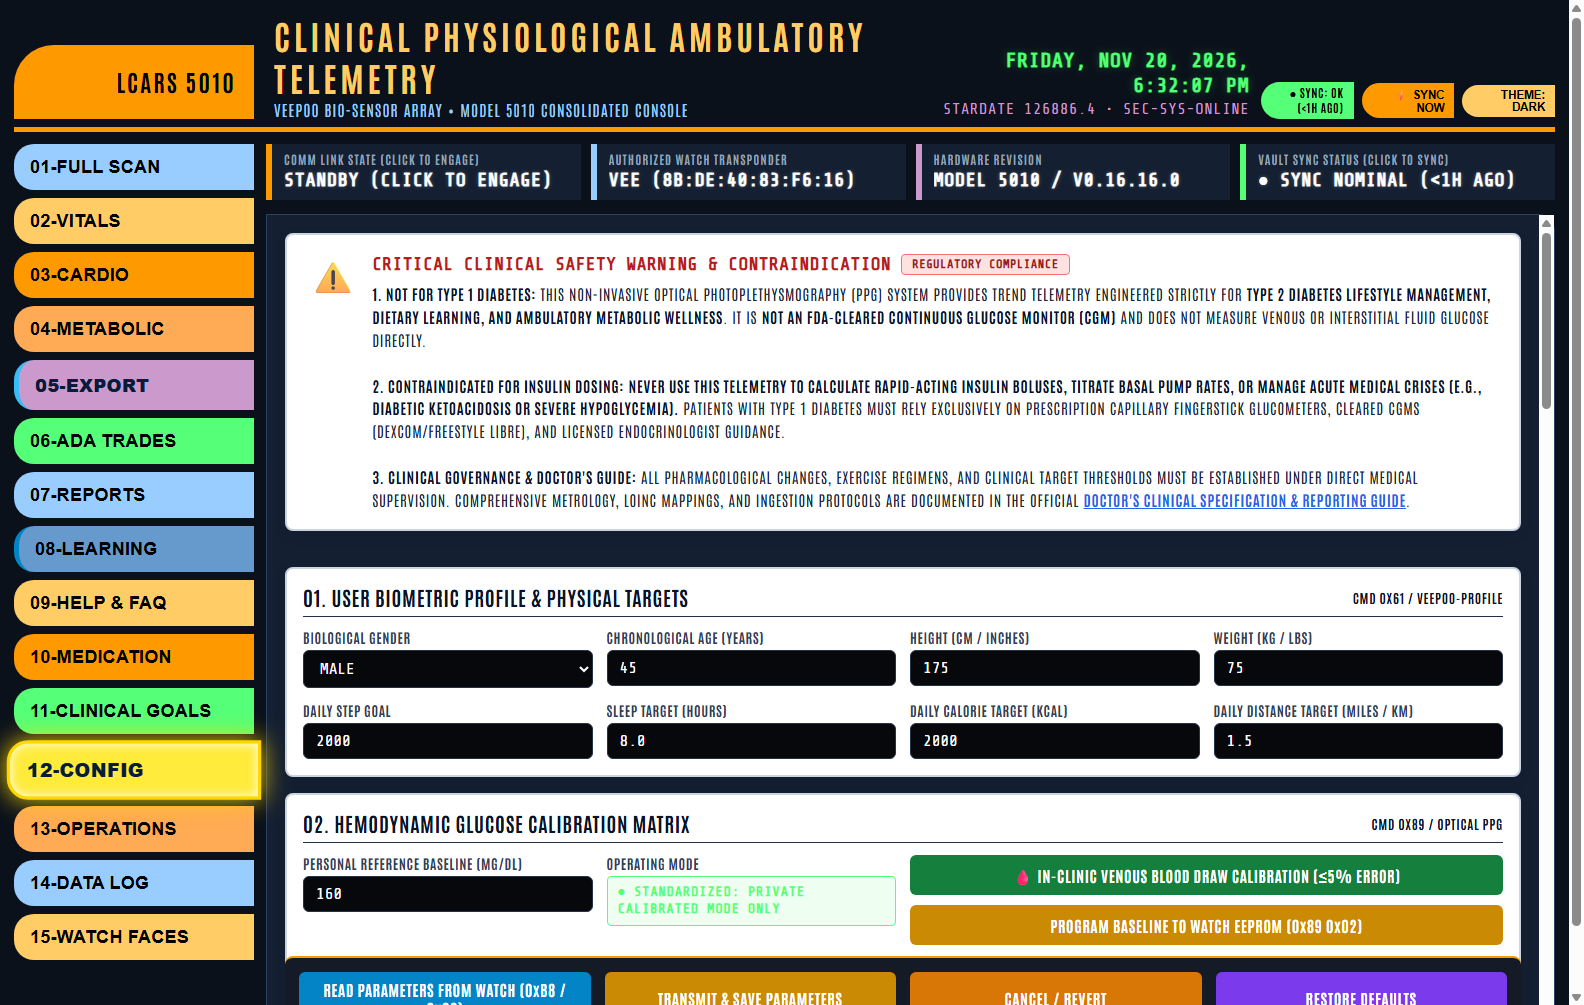 LCARS 5010
CLINICAL PHYSIOLOGICAL AMBULATORY
TELEMETRY
VEEPOO BIO-SENSOR ARRAY • MODEL 5010 CONSOLIDATED CONSOLE
FRIDAY, NOV 20, 2026,
6:32:07 PM
STARDATE 126886.4 · SEC-SYS-ONLINE
● SYNC: OK
(<1H AGO)
SYNC
NOW
THEME:
DARK
01-FULL SCAN
02-VITALS
03-CARDIO
04-METABOLIC
05-EXPORT
06-ADA TRADES
07-REPORTS
08-LEARNING
09-HELP & FAQ
10-MEDICATION
11-CLINICAL GOALS
12-CONFIG
13-OPERATIONS
14-DATA LOG
15-WATCH FACES
COMM LINK STATE (CLICK TO ENGAGE)
STANDBY (CLICK TO ENGAGE)
AUTHORIZED WATCH TRANSPONDER
VEE (8B:DE:40:83:F6:16)
HARDWARE REVISION
MODEL 5010 / V0.16.16.0
VAULT SYNC STATUS (CLICK TO SYNC)
● SYNC NOMINAL (<1H AGO)
CRITICAL CLINICAL SAFETY WARNING & CONTRAINDICATION
REGULATORY COMPLIANCE
1. NOT FOR TYPE 1 DIABETES: THIS NON-INVASIVE OPTICAL PHOTOPLETHYSMOGRAPHY (PPG) SYSTEM PROVIDES TREND TELEMETRY ENGINEERED STRICTLY FOR TYPE 2 DIABETES LIFESTYLE MANAGEMENT,
DIETARY LEARNING, AND AMBULATORY METABOLIC WELLNESS. IT IS NOT AN FDA-CLEARED CONTINUOUS GLUCOSE MONITOR (CGM) AND DOES NOT MEASURE VENOUS OR INTERSTITIAL FLUID GLUCOSE
DIRECTLY.
2. CONTRAINDICATED FOR INSULIN DOSING: NEVER USE THIS TELEMETRY TO CALCULATE RAPID-ACTING INSULIN BOLUSES, TITRATE BASAL PUMP RATES, OR MANAGE ACUTE MEDICAL CRISES (E.G.,
DIABETIC KETOACIDOSIS OR SEVERE HYPOGLYCEMIA). PATIENTS WITH TYPE 1 DIABETES MUST RELY EXCLUSIVELY ON PRESCRIPTION CAPILLARY FINGERSTICK GLUCOMETERS, CLEARED CGMS
(DEXCOM/FREESTYLE LIBRE), AND LICENSED ENDOCRINOLOGIST GUIDANCE.
3. CLINICAL GOVERNANCE & DOCTOR'S GUIDE: ALL PHARMACOLOGICAL CHANGES, EXERCISE REGIMENS, AND CLINICAL TARGET THRESHOLDS MUST BE ESTABLISHED UNDER DIRECT MEDICAL
SUPERVISION. COMPREHENSIVE METROLOGY, LOINC MAPPINGS, AND INGESTION PROTOCOLS ARE DOCUMENTED IN THE OFFICIAL DOCTOR'S CLINICAL SPECIFICATION & REPORTING GUIDE.
01. USER BIOMETRIC PROFILE & PHYSICAL TARGETS
CMD 0X61 / VEEPOO-PROFILE
BIOLOGICAL GENDER
CHRONOLOGICAL AGE (YEARS)
HEIGHT (CM / INCHES)
WEIGHT (KG / LBS)
MALE
45
175
75
DAILY STEP GOAL
SLEEP TARGET (HOURS)
DAILY CALORIE TARGET (KCAL)
DAILY DISTANCE TARGET (MILES / KM)
2000
8.0
2000
1.5
02. HEMODYNAMIC GLUCOSE CALIBRATION MATRIX
CMD 0X89 / OPTICAL PPG
PERSONAL REFERENCE BASELINE (MG/DL)
OPERATING MODE
160
● STANDARDIZED: PRIVATE
CALIBRATED MODE ONLY
IN-CLINIC VENOUS BLOOD DRAW CALIBRATION (≤5% ERROR)
PROGRAM BASELINE TO WATCH EEPROM (0X89 0X02)
READ PARAMETERS FROM WATCH (0XB8 /
TRANSMIT & SAVE PARAMETERS
CANCEL / REVERT
RESTORE DEFAULTS